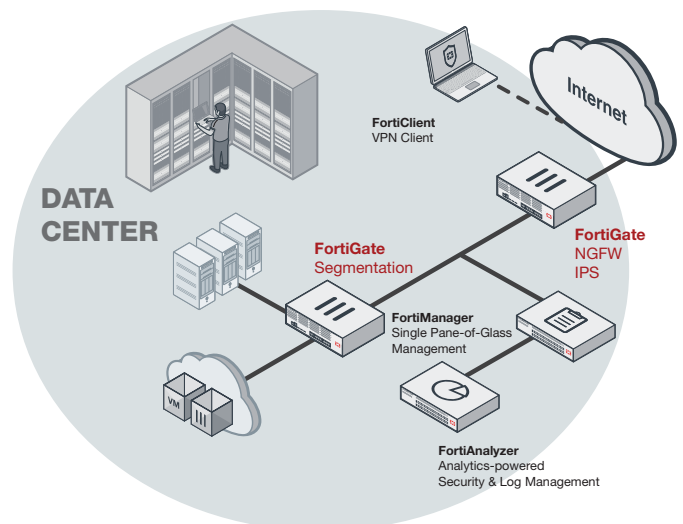 Internet
FortiClient
VPN Client
DATA
CENTER
FortiGate
NGFW
IPS
FortiGate
Segmentation
FortiManager
Single Pane-of-Glass
Management
VM
FortiAnalyzer
Analytics-powered
Security & Log Management